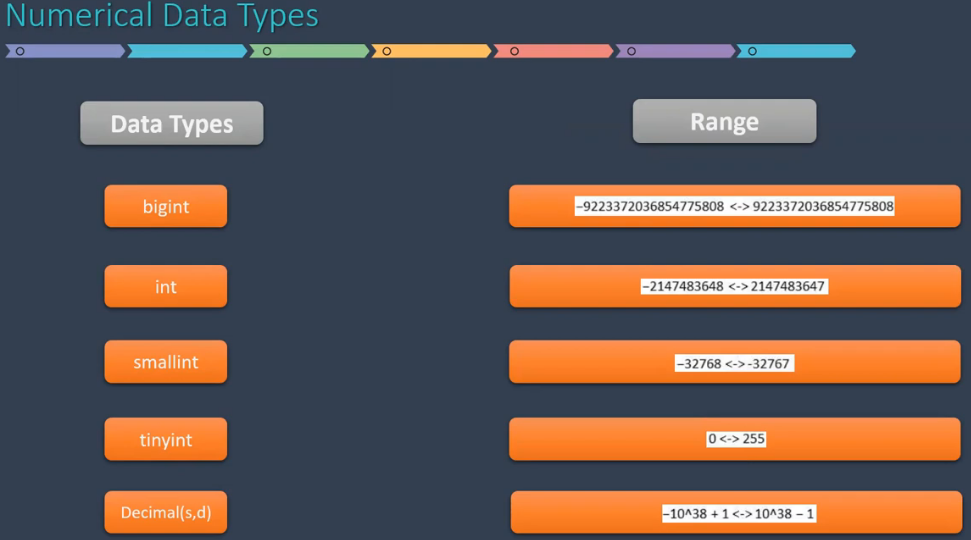 Numerical Data Types
Data Types
Range
bigint
−9223372036854775808 <-> 9223372036854775808
int
−2147483648 <-> 2147483647
smallint
−32768 <-> -32767
tinyint
0 <-> 255
Decimal(s,d)
−10^38 + 1 <-> 10^38 − 1